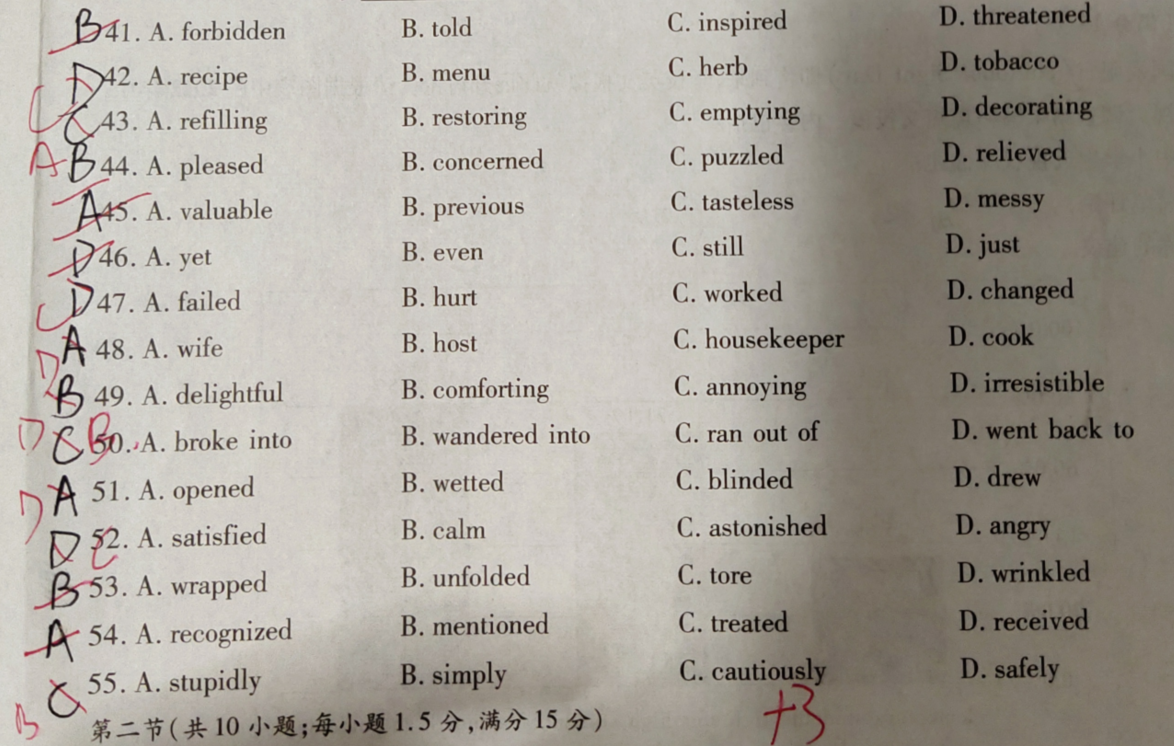 B 41. A. forbidden B. told C. inspired D. threatened
D 42. A. recipe B. menu C. herb D. tobacco
C C 43. A. refilling B. restoring C. emptying D. decorating
A B 44. A. pleased B. concerned C. puzzled D. relieved
A 45. A. valuable B. previous C. tasteless D. messy
D 46. A. yet B. even C. still D. just
C D 47. A. failed B. hurt C. worked D. changed
A 48. A. wife B. host C. housekeeper D. cook
D B 49. A. delightful B. comforting C. annoying D. irresistible
D C B 50. A. broke into B. wandered into C. ran out of D. went back to
D A 51. A. opened B. wetted C. blinded D. drew
D C 52. A. satisfied B. calm C. astonished D. angry
B 53. A. wrapped B. unfolded C. tore D. wrinkled
A 54. A. recognized B. mentioned C. treated D. received
B C 55. A. stupidly B. simply C. cautiously D. safely
+3
第二节(共10小题;每小题1.5分,满分15分)